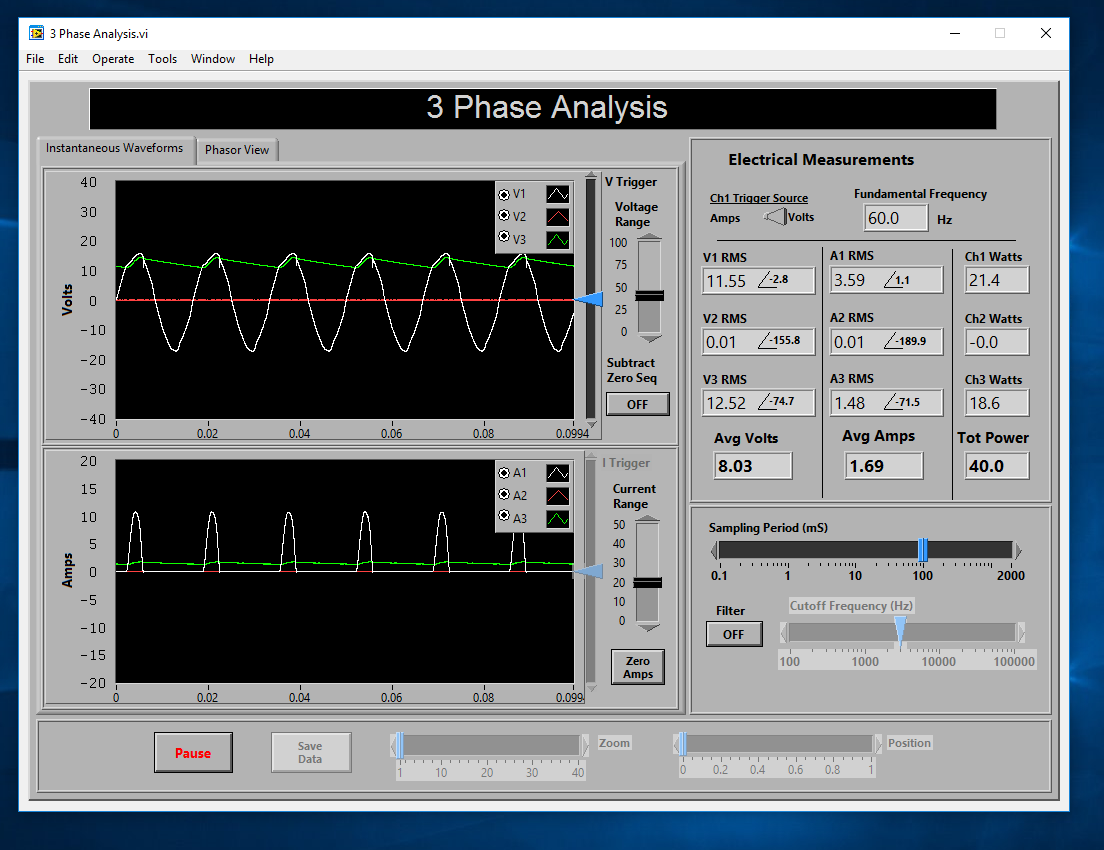 3 Phase Analysis.vi
File Edit Operate Tools Window Help
3 Phase Analysis
Instantaneous Waveforms Phasor View
Volts
40
30
20
10
0
-10
-20
-30
-40
0 0.02 0.04 0.06 0.08 0.0994
V1
V2
V3
V Trigger
Voltage
Range
100
75
50
25
0
Subtract
Zero Seq
OFF
Amps
20
15
10
5
0
-5
-10
-15
-20
0 0.02 0.04 0.06 0.08 0.099
A1
A2
A3
I Trigger
Current
Range
50
40
30
20
10
0
Zero
Amps
Electrical Measurements
Ch1 Trigger Source
Amps Volts
Fundamental Frequency
60.0 Hz
V1 RMS A1 RMS Ch1 Watts
11.55 -2.8 3.59 1.1 21.4
V2 RMS A2 RMS Ch2 Watts
0.01 -155.8 0.01 -189.9 -0.0
V3 RMS A3 RMS Ch3 Watts
12.52 -74.7 1.48 -71.5 18.6
Avg Volts Avg Amps Tot Power
8.03 1.69 40.0
Sampling Period (mS)
0.1 1 10 100 2000
Filter
OFF
Cutoff Frequency (Hz)
100 1000 10000 100000
Pause
Save
Data
Zoom
1 10 20 30 40
Position
0 0.2 0.4 0.6 0.8 1